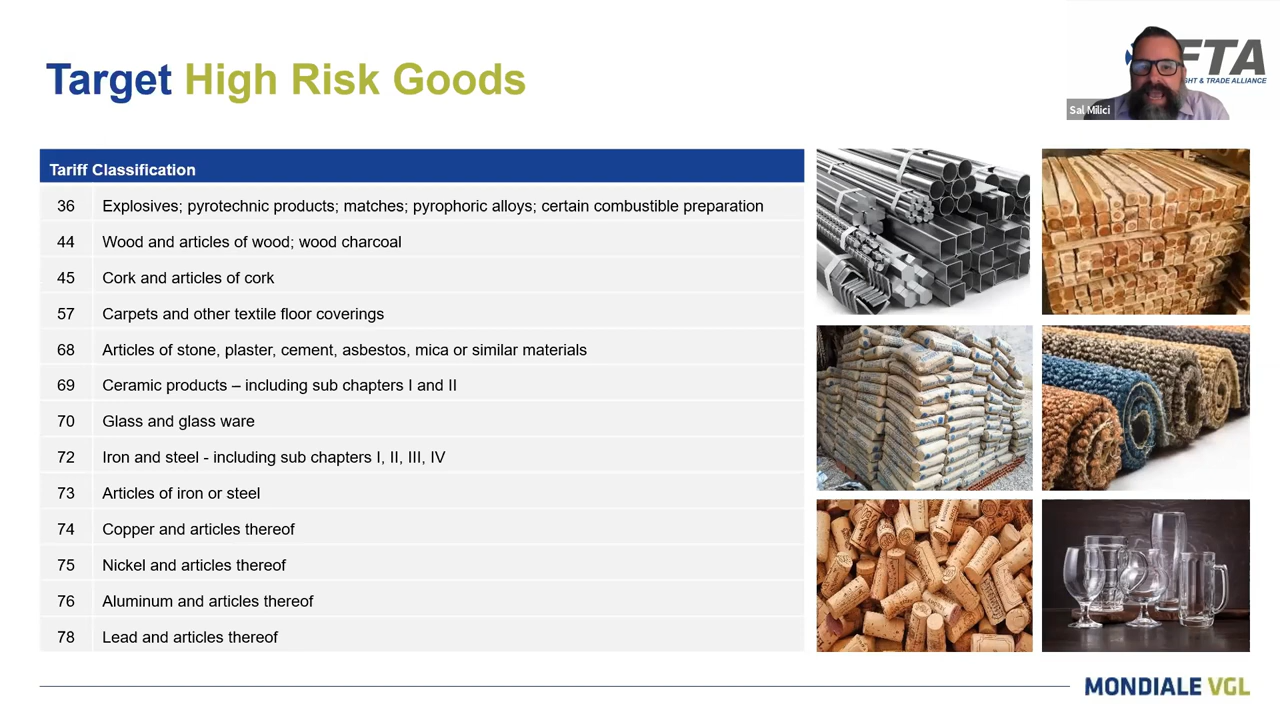 Target High Risk Goods
FTA
GHT & TRADE ALLIANCE
Sal Milici
Tariff Classification
36 Explosives; pyrotechnic products; matches; pyrophoric alloys; certain combustible preparation
44 Wood and articles of wood; wood charcoal
45 Cork and articles of cork
57 Carpets and other textile floor coverings
68 Articles of stone, plaster, cement, asbestos, mica or similar materials
69 Ceramic products – including sub chapters I and II
70 Glass and glass ware
72 Iron and steel - including sub chapters I, II, III, IV
73 Articles of iron or steel
74 Copper and articles thereof
75 Nickel and articles thereof
76 Aluminum and articles thereof
78 Lead and articles thereof
MONDIALE VGL